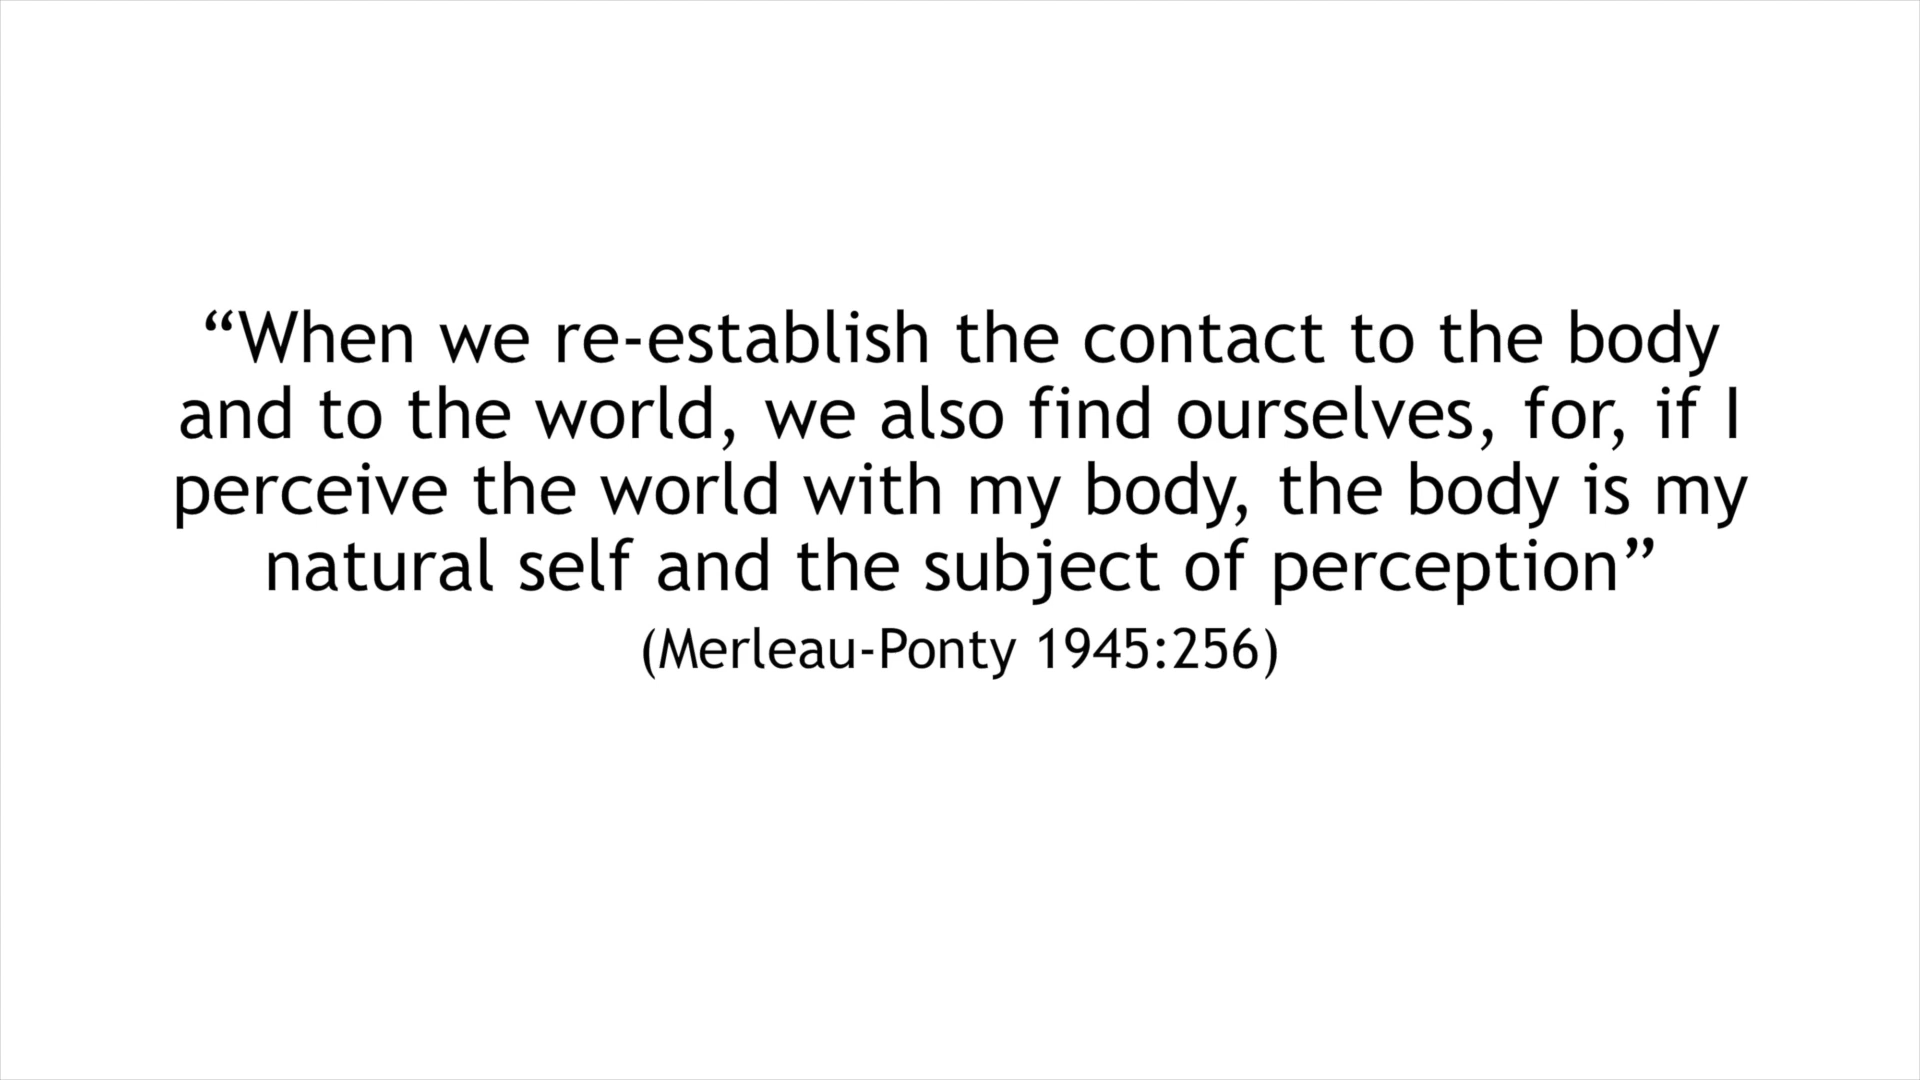 “When we re-establish the contact to the body
and to the world, we also find ourselves, for, if I
perceive the world with my body, the body is my
natural self and the subject of perception”
(Merleau-Ponty 1945:256)